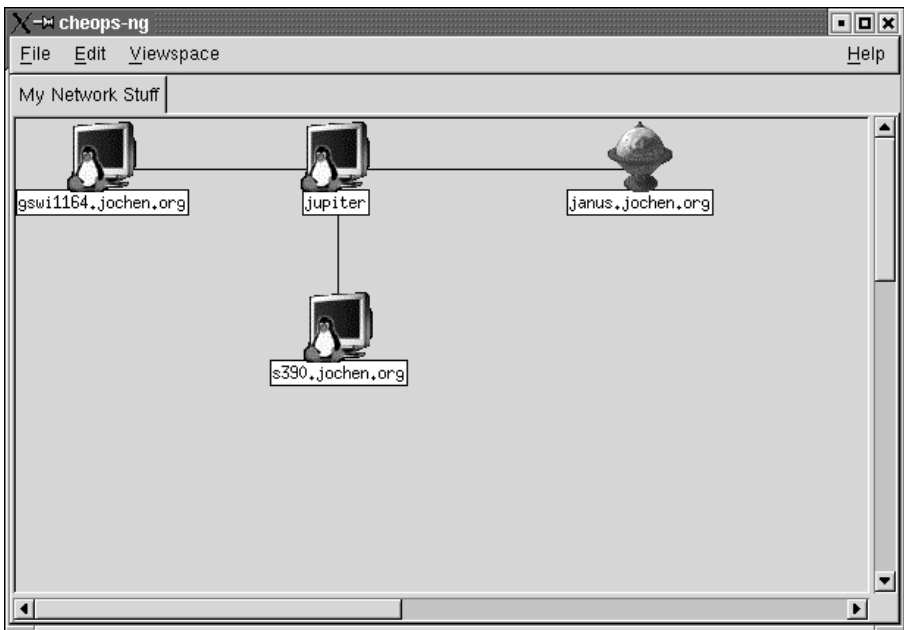 cheops-ng
File Edit Viewspace Help
My Network Stuff
gswi1164.jochen.org jupiter janus.jochen.org
s390.jochen.org